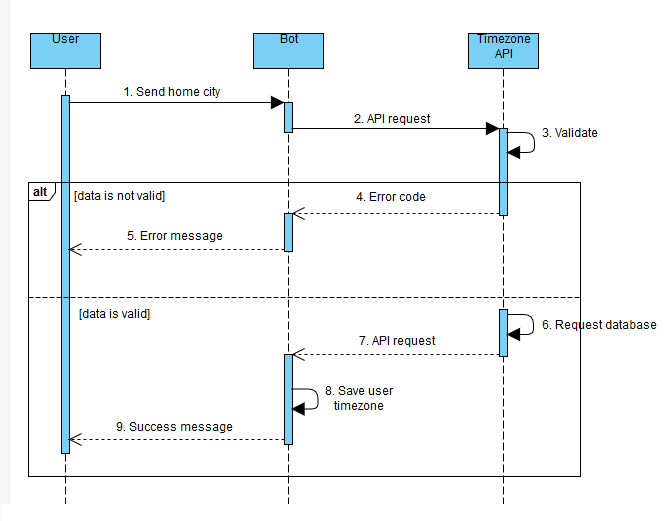 User
Bot
Timezone
API
1. Send home city
2. API request
3. Validate
alt
[data is not valid]
4. Error code
5. Error message
[data is valid]
6. Request database
7. API request
8. Save user
timezone
9. Success message